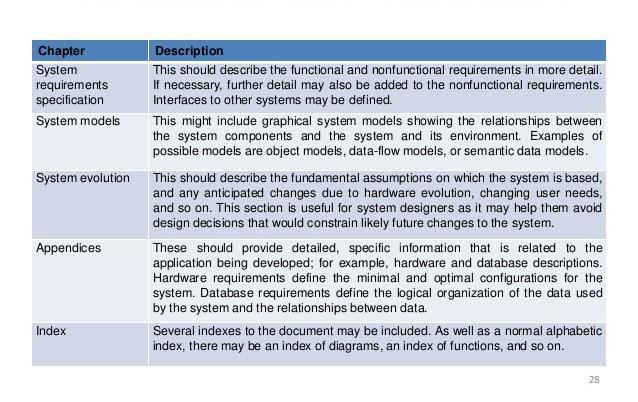 Chapter Description
System requirements specification
This should describe the functional and nonfunctional requirements in more detail.
If necessary, further detail may also be added to the nonfunctional requirements.
Interfaces to other systems may be defined.
System models
This might include graphical system models showing the relationships between
the system components and the system and its environment. Examples of
possible models are object models, data-flow models, or semantic data models.
System evolution
This should describe the fundamental assumptions on which the system is based,
and any anticipated changes due to hardware evolution, changing user needs,
and so on. This section is useful for system designers as it may help them avoid
design decisions that would constrain likely future changes to the system.
Appendices
These should provide detailed, specific information that is related to the
application being developed; for example, hardware and database descriptions.
Hardware requirements define the minimal and optimal configurations for the
system. Database requirements define the logical organization of the data used
by the system and the relationships between data.
Index
Several indexes to the document may be included. As well as a normal alphabetic
index, there may be an index of diagrams, an index of functions, and so on.
28